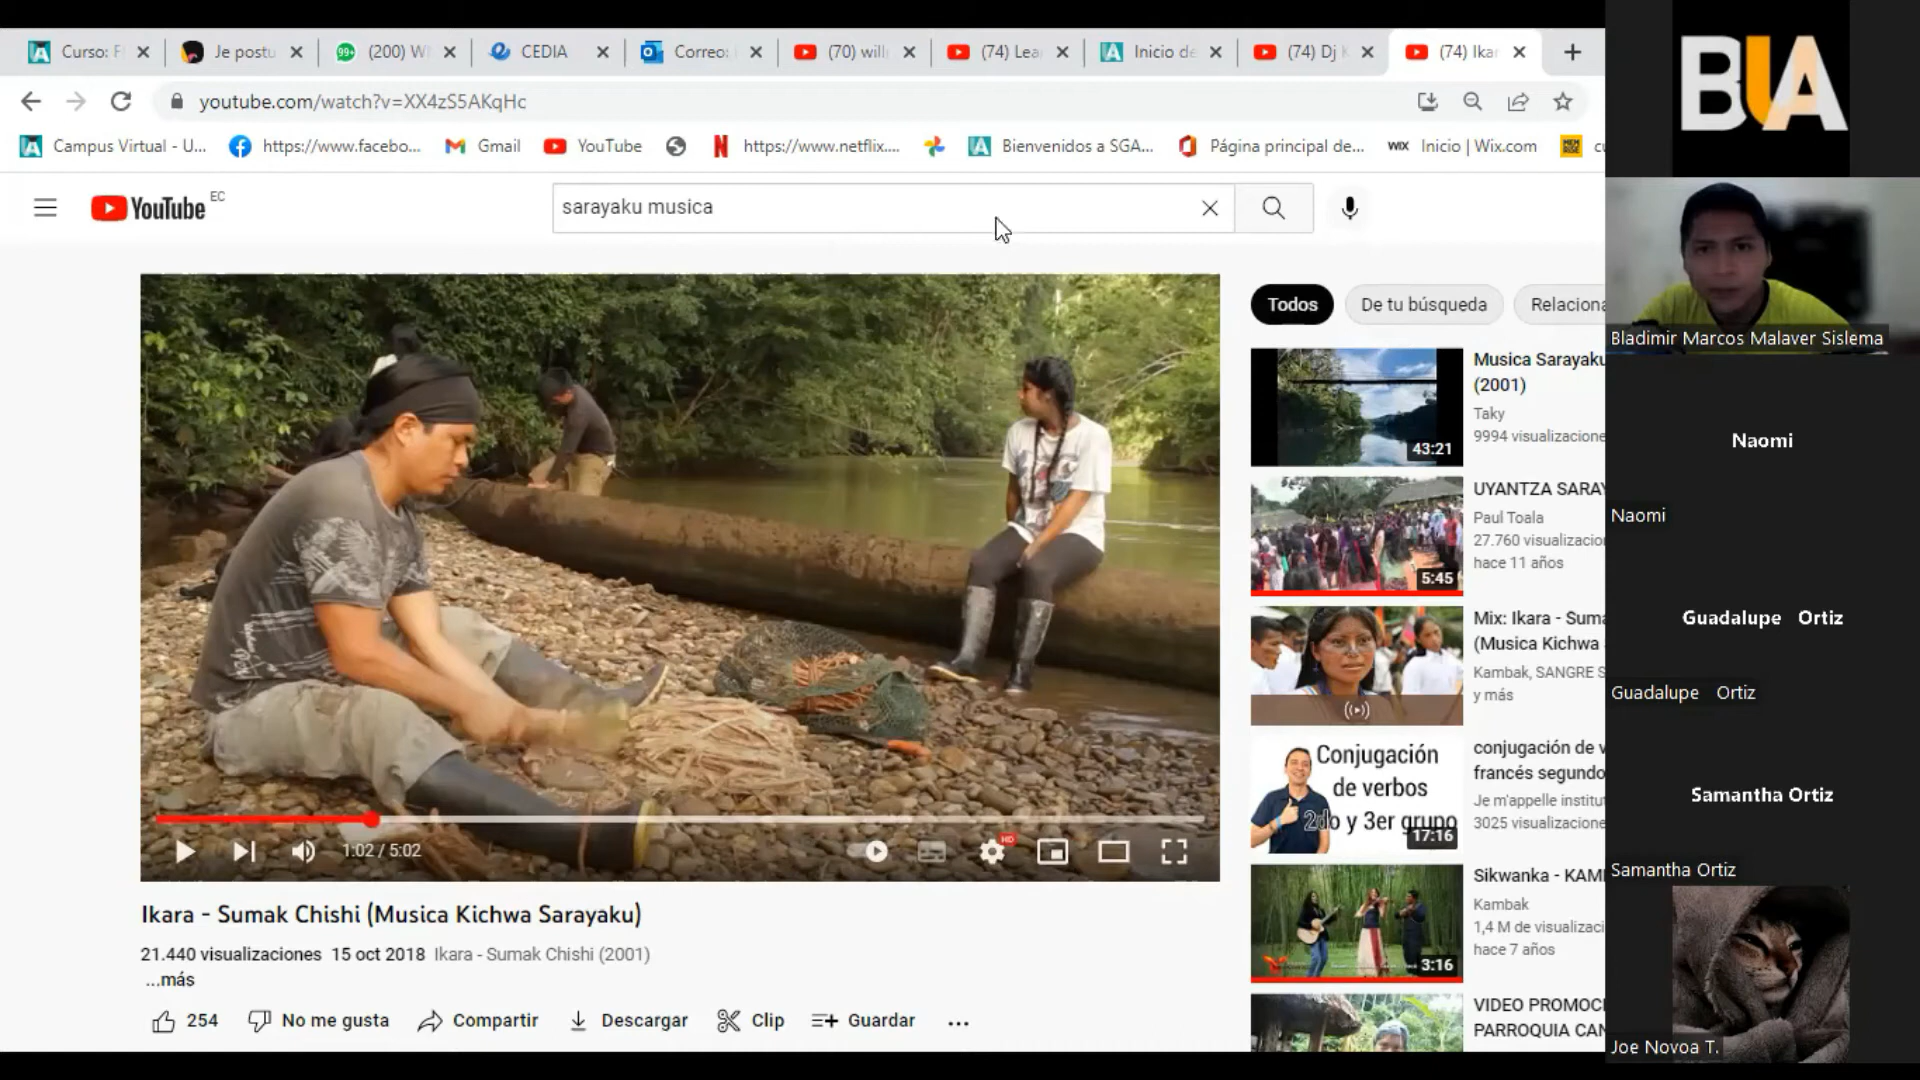 Curso: F
Je postu
99+
(200) W
CEDIA
Correo:
(70) will
(74) Lea
Inicio de
(74) Dj
(74) Ikar
youtube.com/watch?v=XX4zS5AKqHc
Campus Virtual - U...
https://www.facebo...
Gmail
YouTube
https://www.netflix....
Bienvenidos a SGA...
Página principal de...
WIX
Inicio | Wix.com
YouTube
EC
sarayaku musica
HD
1:02 / 5:02
Ikara - Sumak Chishi (Musica Kichwa Sarayaku)
21.440 visualizaciones 15 oct 2018 Ikara - Sumak Chishi (2001)
...más
254
No me gusta
Compartir
Descargar
Clip
Guardar
Todos
De tu búsqueda
Relaciona
Musica Sarayaku
(2001)
Taky
9994 visualizacione
43:21
UYANTZA SARAY
Paul Toala
27.760 visualizacio
hace 11 años
5:45
Mix: Ikara - Suma
(Musica Kichwa
Kambak, SANGRE S
y más
Conjugación
de verbos
2do y 3er grupo
17:16
conjugación de v
francés segundo
Je m'appelle institut
3025 visualizacione
Sikwanka - KAM
Kambak
1,4 M de visualizaci
hace 7 años
3:16
VIDEO PROMOCI
PARROQUIA CAN
BUA
Bladimir Marcos Malaver Sislema
Naomi
Naomi
Guadalupe Ortiz
Guadalupe Ortiz
Samantha Ortiz
Samantha Ortiz
Joe Novoa T.